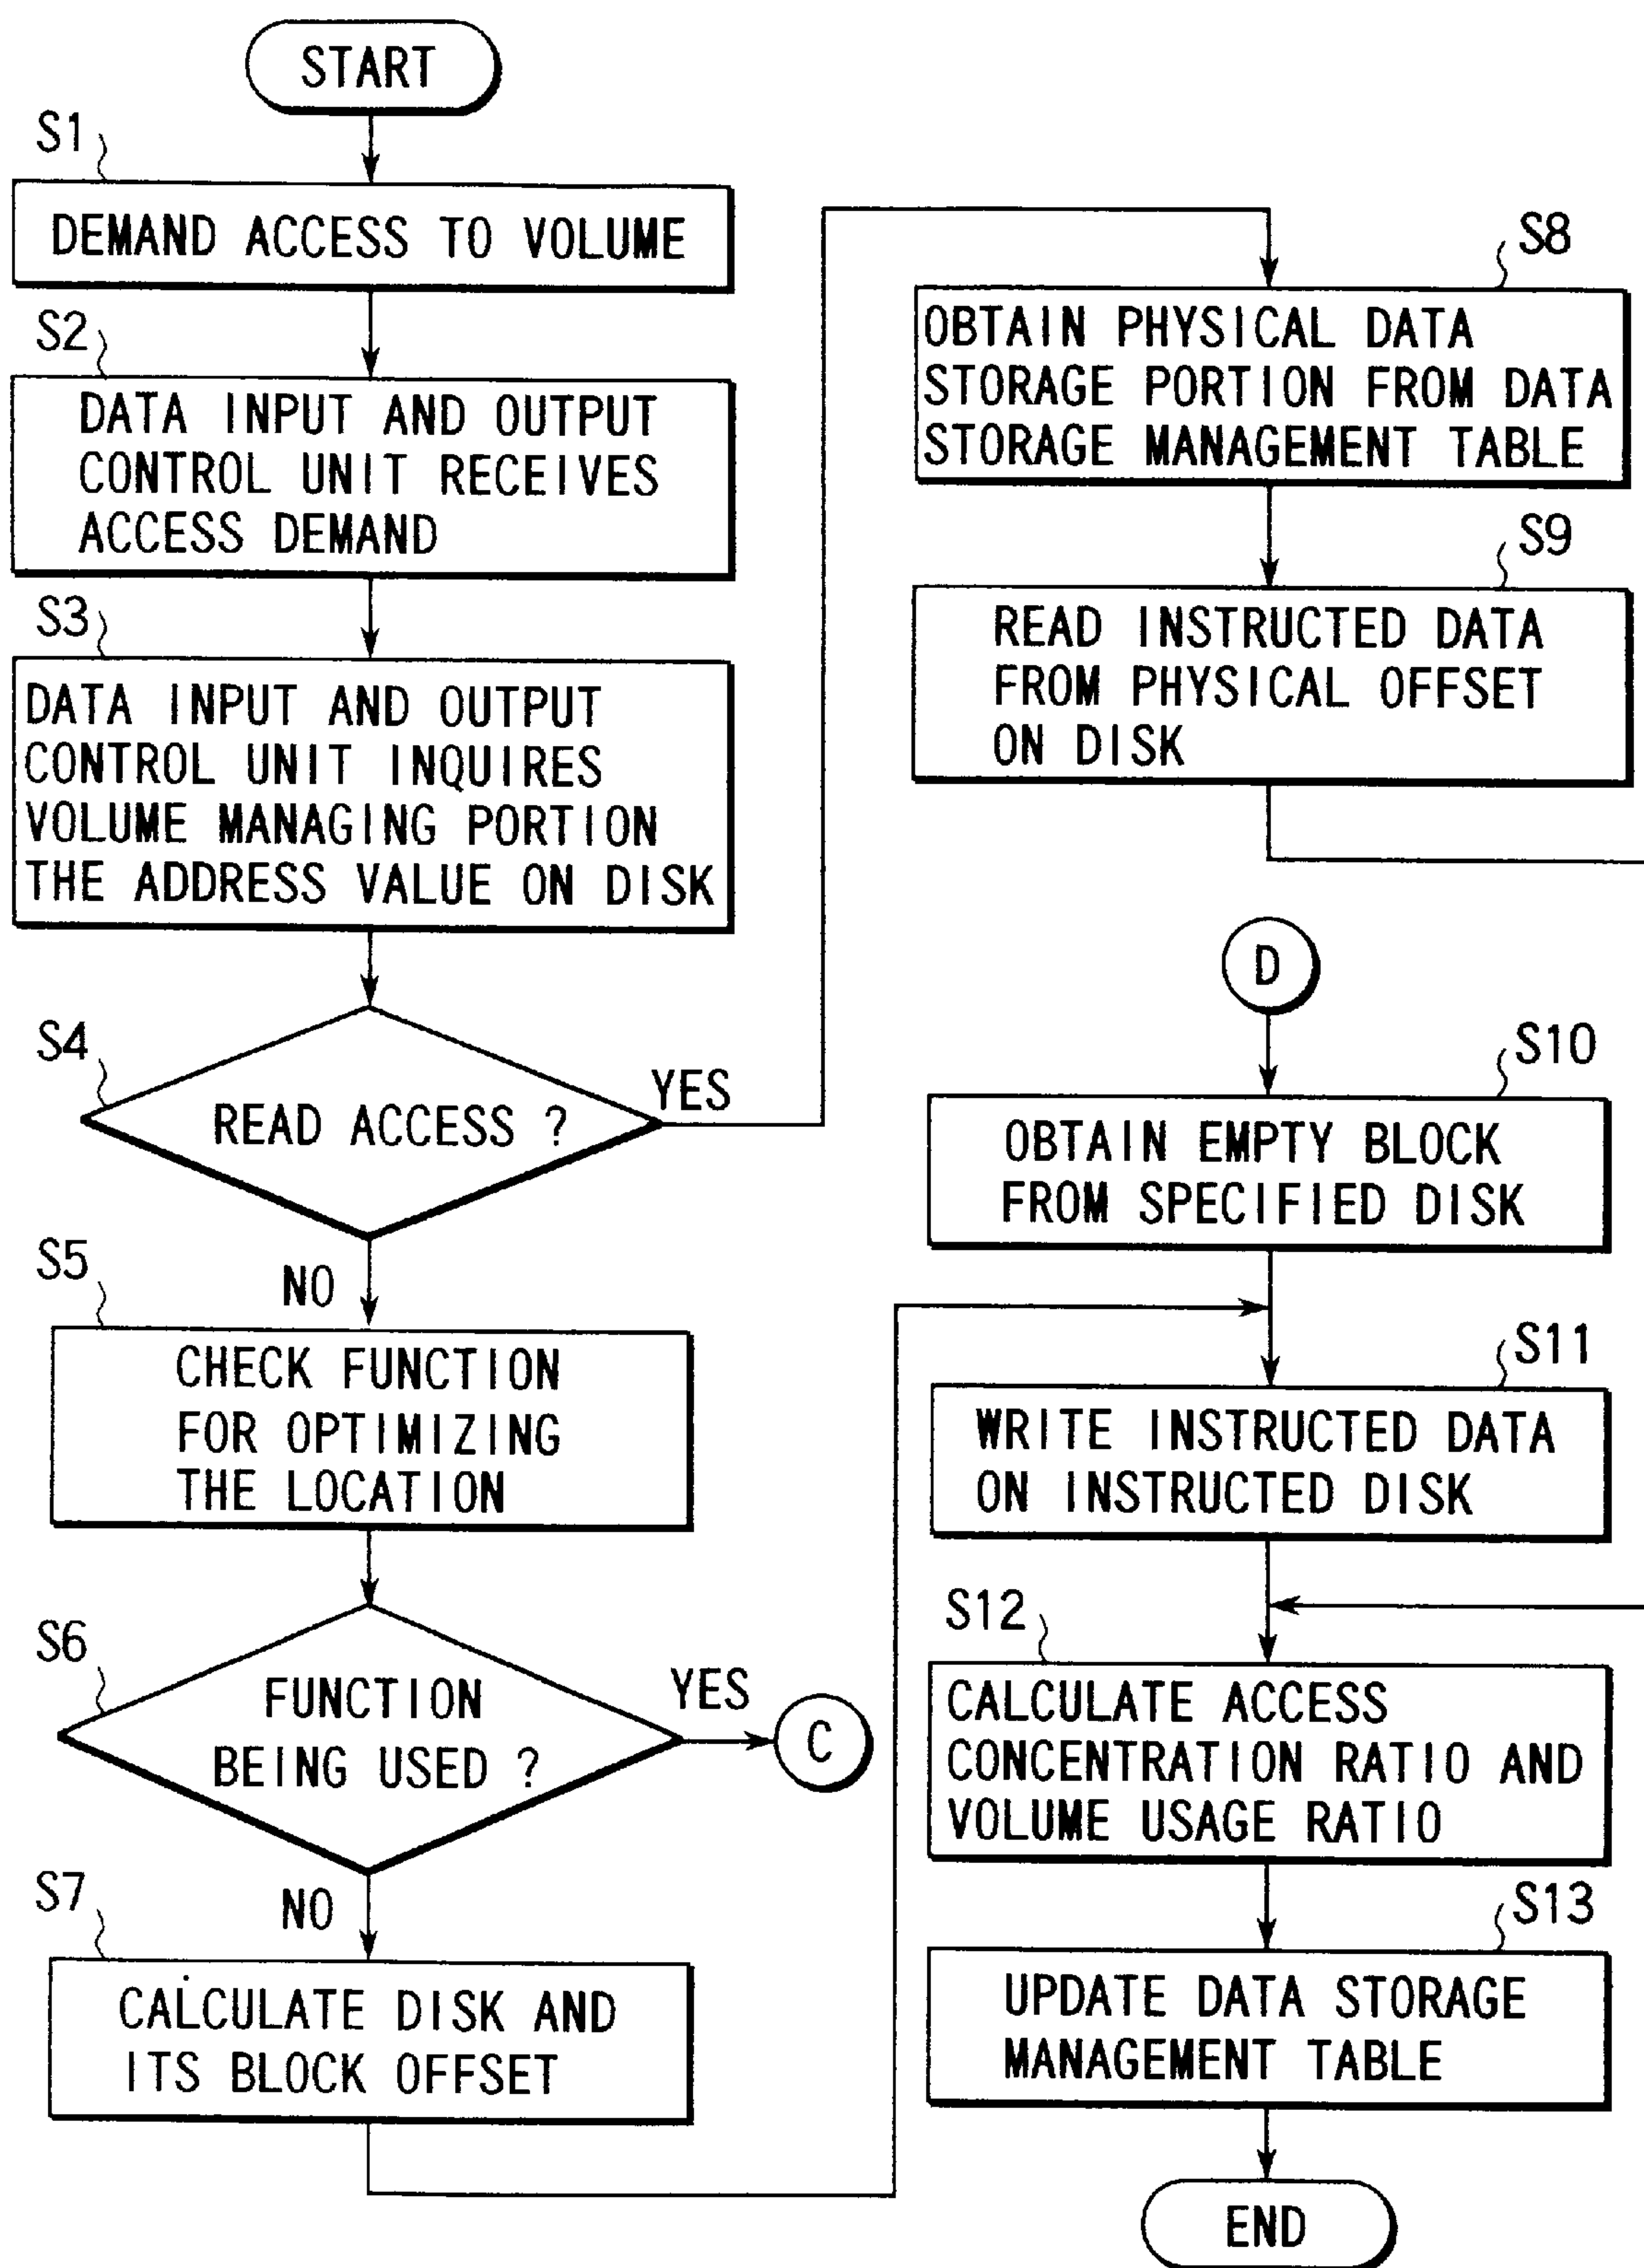 START
S1
DEMAND ACCESS TO VOLUME
S2
DATA INPUT AND OUTPUT
CONTROL UNIT RECEIVES
ACCESS DEMAND
S3
DATA INPUT AND OUTPUT
CONTROL UNIT INQUIRES
VOLUME MANAGING PORTION
THE ADDRESS VALUE ON DISK
S4
READ ACCESS ?
YES
NO
S5
CHECK FUNCTION
FOR OPTIMIZING
THE LOCATION
S6
FUNCTION
BEING USED ?
YES
C
NO
S7
CALCULATE DISK AND
ITS BLOCK OFFSET
S8
OBTAIN PHYSICAL DATA
STORAGE PORTION FROM DATA
STORAGE MANAGEMENT TABLE
S9
READ INSTRUCTED DATA
FROM PHYSICAL OFFSET
ON DISK
D
S10
OBTAIN EMPTY BLOCK
FROM SPECIFIED DISK
S11
WRITE INSTRUCTED DATA
ON INSTRUCTED DISK
S12
CALCULATE ACCESS
CONCENTRATION RATIO AND
VOLUME USAGE RATIO
S13
UPDATE DATA STORAGE
MANAGEMENT TABLE
END